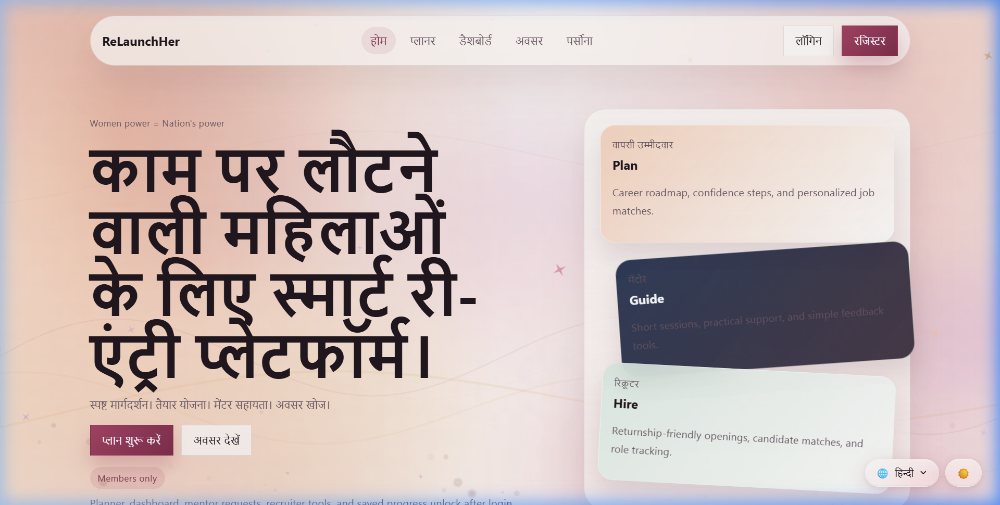 ReLaunchHer
होम
प्लानर
डैशबोर्ड
अवसर
पर्सोना
लॉगिन
रजिस्टर
Women power = Nation's power
काम पर लौटने
वाली महिलाओं
के लिए स्मार्ट री-
एंट्री प्लेटफॉर्म।
स्पष्ट मार्गदर्शन। तैयार योजना। मेंटर सहायता। अवसर खोज।
प्लान शुरू करें
अवसर देखें
Members only
Planner, dashboard, mentor requests, recruiter tools, and saved progress unlock after login.
वापसी उम्मीदवार
Plan
Career roadmap, confidence steps, and personalized job
matches.
मेंटोर
Guide
Short sessions, practical support, and simple feedback
tools.
रिक्रूटर
Hire
Returnship-friendly openings, candidate matches, and
role tracking.
हिन्दी